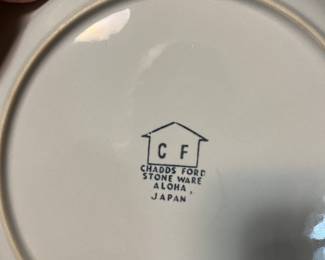 C F
CHADDS FORD
STONE WARE
ALOHA,
JAPAN